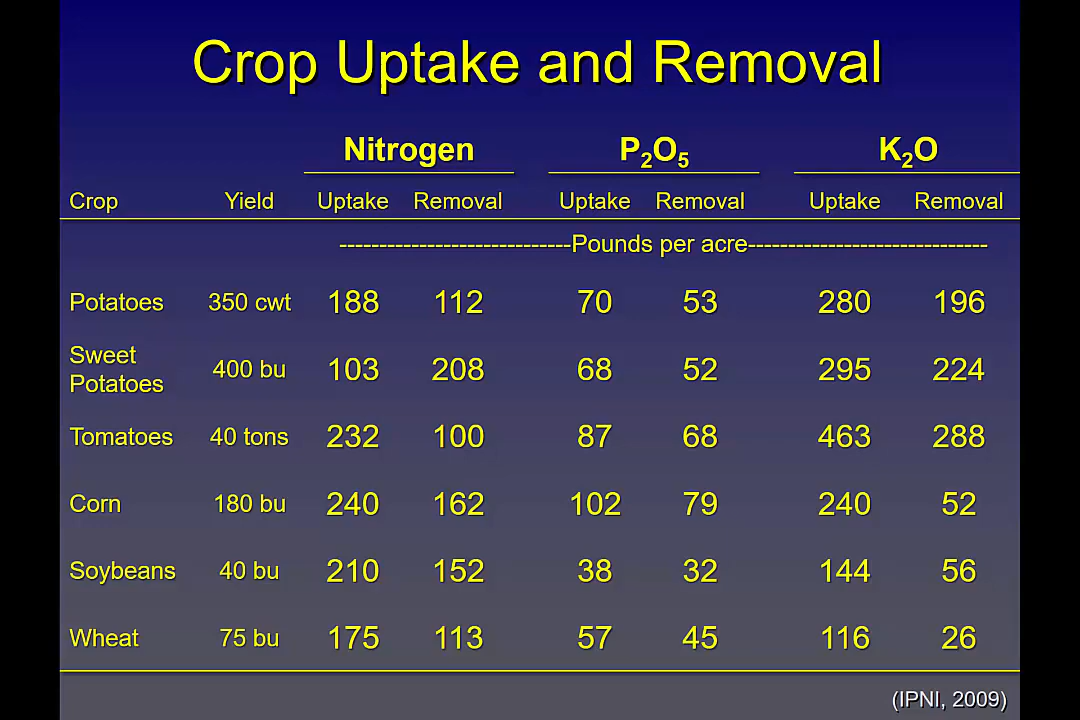 Crop Uptake and Removal
Nitrogen P₂O₅ K₂O
Crop Yield Uptake Removal Uptake Removal Uptake Removal
-----------------------------Pounds per acre------------------------------
Potatoes 350 cwt 188 112 70 53 280 196
Sweet Potatoes 400 bu 103 208 68 52 295 224
Tomatoes 40 tons 232 100 87 68 463 288
Corn 180 bu 240 162 102 79 240 52
Soybeans 40 bu 210 152 38 32 144 56
Wheat 75 bu 175 113 57 45 116 26
(IPNI, 2009)